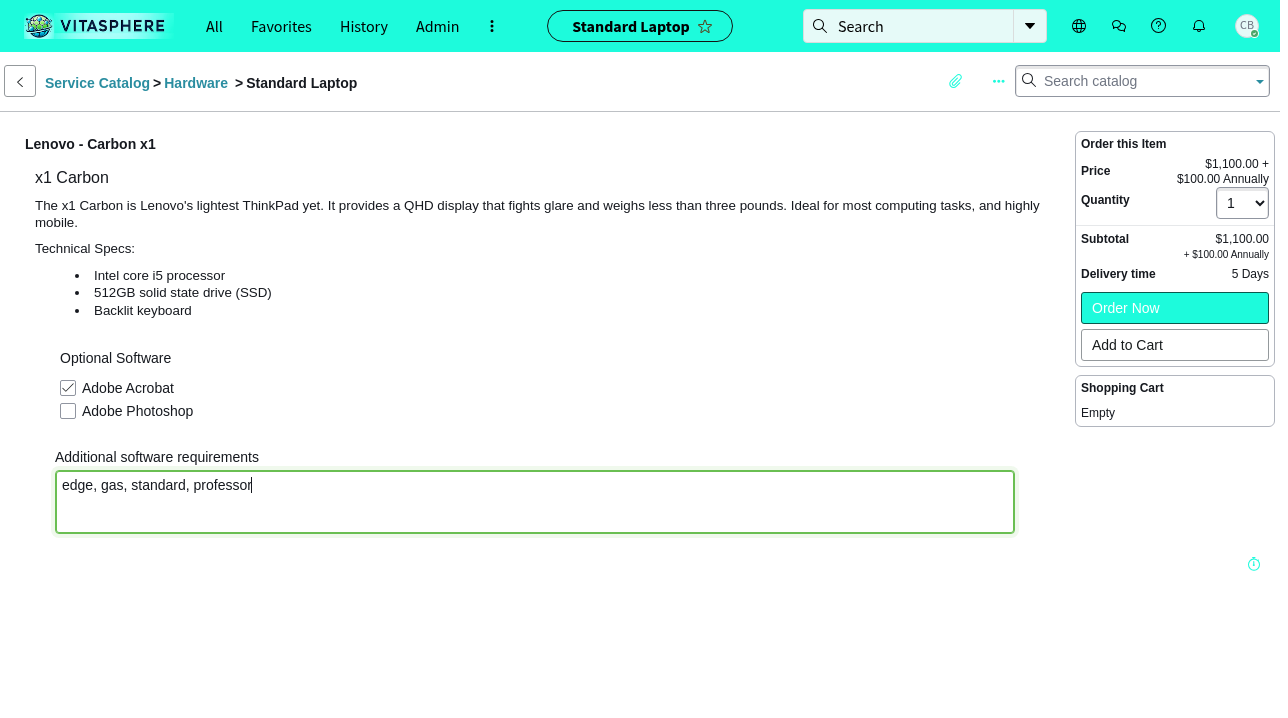 VITASPHERE
All
Favorites
History
Admin
Standard Laptop
Search
CB
Service Catalog > Hardware > Standard Laptop
Search catalog
Lenovo - Carbon x1
x1 Carbon
The x1 Carbon is Lenovo's lightest ThinkPad yet. It provides a QHD display that fights glare and weighs less than three pounds. Ideal for most computing tasks, and highly
mobile.
Technical Specs:
Intel core i5 processor
512GB solid state drive (SSD)
Backlit keyboard
Optional Software
Adobe Acrobat
Adobe Photoshop
Additional software requirements
edge, gas, standard, professor
Order this Item
Price
$1,100.00 +
$100.00 Annually
Quantity
1
Subtotal
$1,100.00
+ $100.00 Annually
Delivery time
5 Days
Order Now
Add to Cart
Shopping Cart
Empty